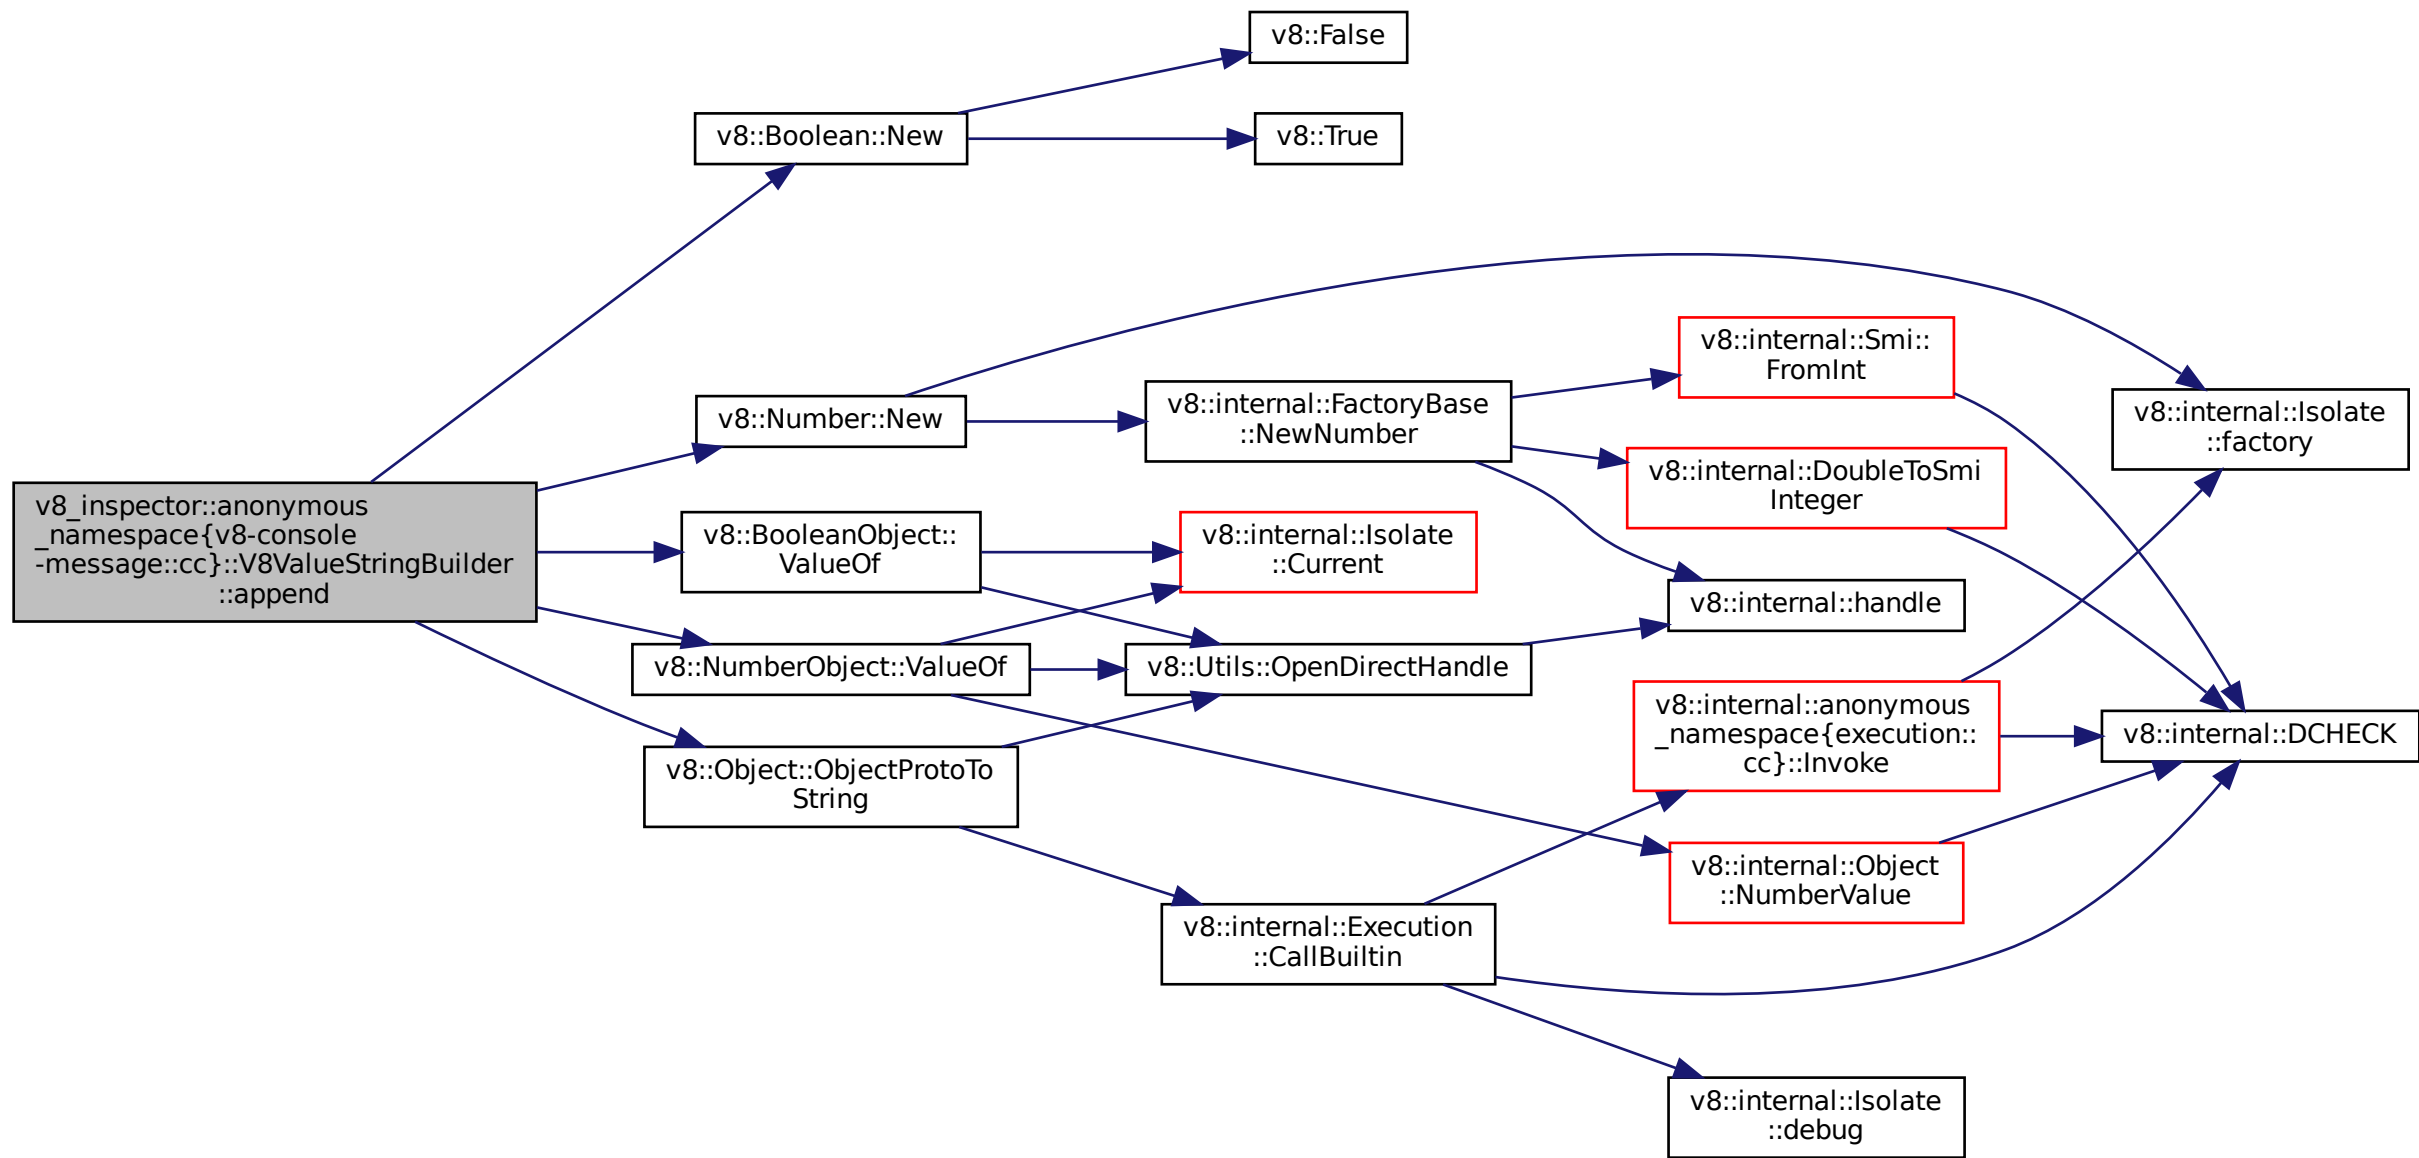 v8_inspector::anonymous
_namespace{v8-console
-message::cc}::V8ValueStringBuilder
::append
v8::Boolean::New
v8::False
v8::True
v8::Number::New
v8::internal::FactoryBase
::NewNumber
v8::internal::Smi::
FromInt
v8::internal::DoubleToSmi
Integer
v8::internal::Isolate
::factory
v8::BooleanObject::
ValueOf
v8::internal::Isolate
::Current
v8::internal::handle
v8::NumberObject::ValueOf
v8::Utils::OpenDirectHandle
v8::internal::anonymous
_namespace{execution::
cc}::Invoke
v8::internal::DCHECK
v8::Object::ObjectProtoTo
String
v8::internal::Object
::NumberValue
v8::internal::Execution
::CallBuiltin
v8::internal::Isolate
::debug